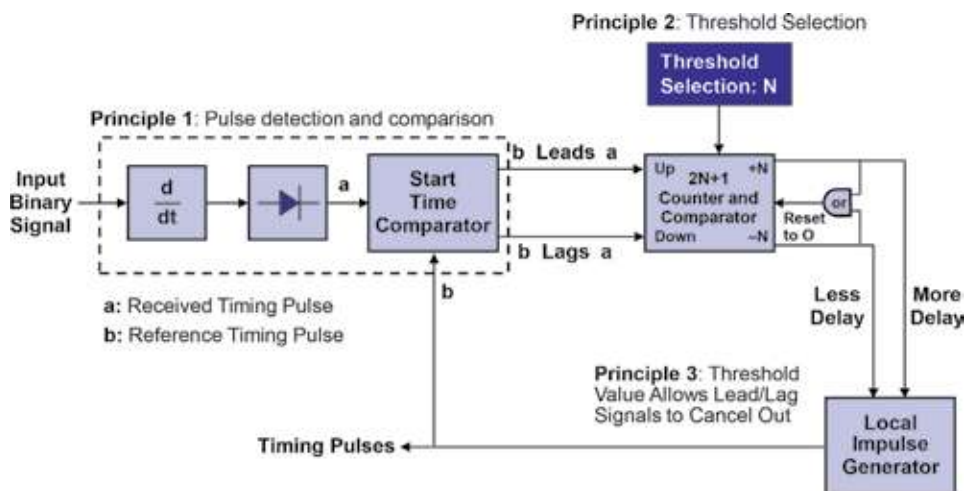 Principle 2: Threshold Selection
Threshold
Selection: N
Principle 1: Pulse detection and comparison
Input
Binary
Signal
d
dt
a
Start
Time
Comparator
b Leads a
b Lags a
Up +N
2N+1
Counter and
Comparator
Down –N
or
Reset
to O
b
a: Received Timing Pulse
b: Reference Timing Pulse
Less
Delay
More
Delay
Principle 3: Threshold
Value Allows Lead/Lag
Signals to Cancel Out
Timing Pulses
Local
Impulse
Generator